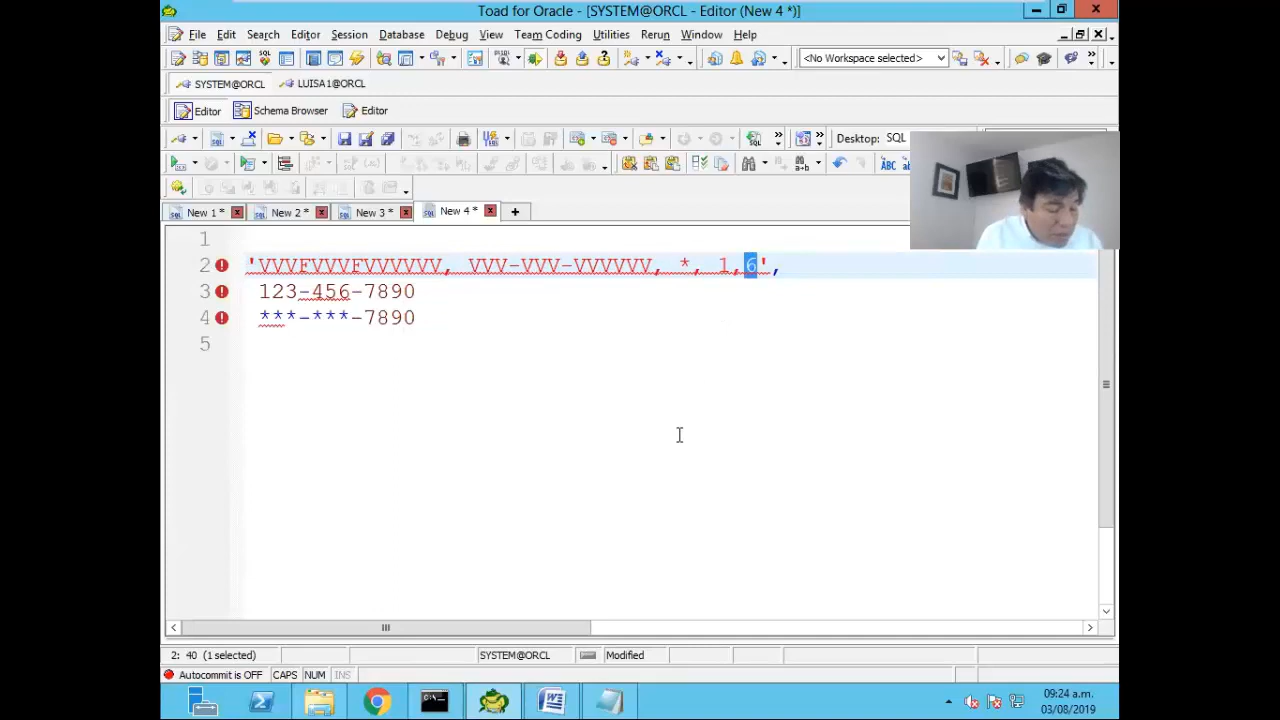 Toad for Oracle - [SYSTEM@ORCL - Editor (New 4 *)]
File Edit Search Editor Session Database Debug View Team Coding Utilities Rerun Window Help
<No Workspace selected>
SYSTEM@ORCL LUISA1@ORCL
Editor Schema Browser Editor
Desktop: SQL
New 1 * New 2 * New 3 * New 4 *
1
2 'VVVFVVVFVVVVVV, VVV-VVV-VVVVVV, *, 1,6',
3 123-456-7890
4 ***-***-7890
5
2: 40 (1 selected) SYSTEM@ORCL Modified
Autocommit is OFF CAPS NUM INS
09:24 a.m.
03/08/2019